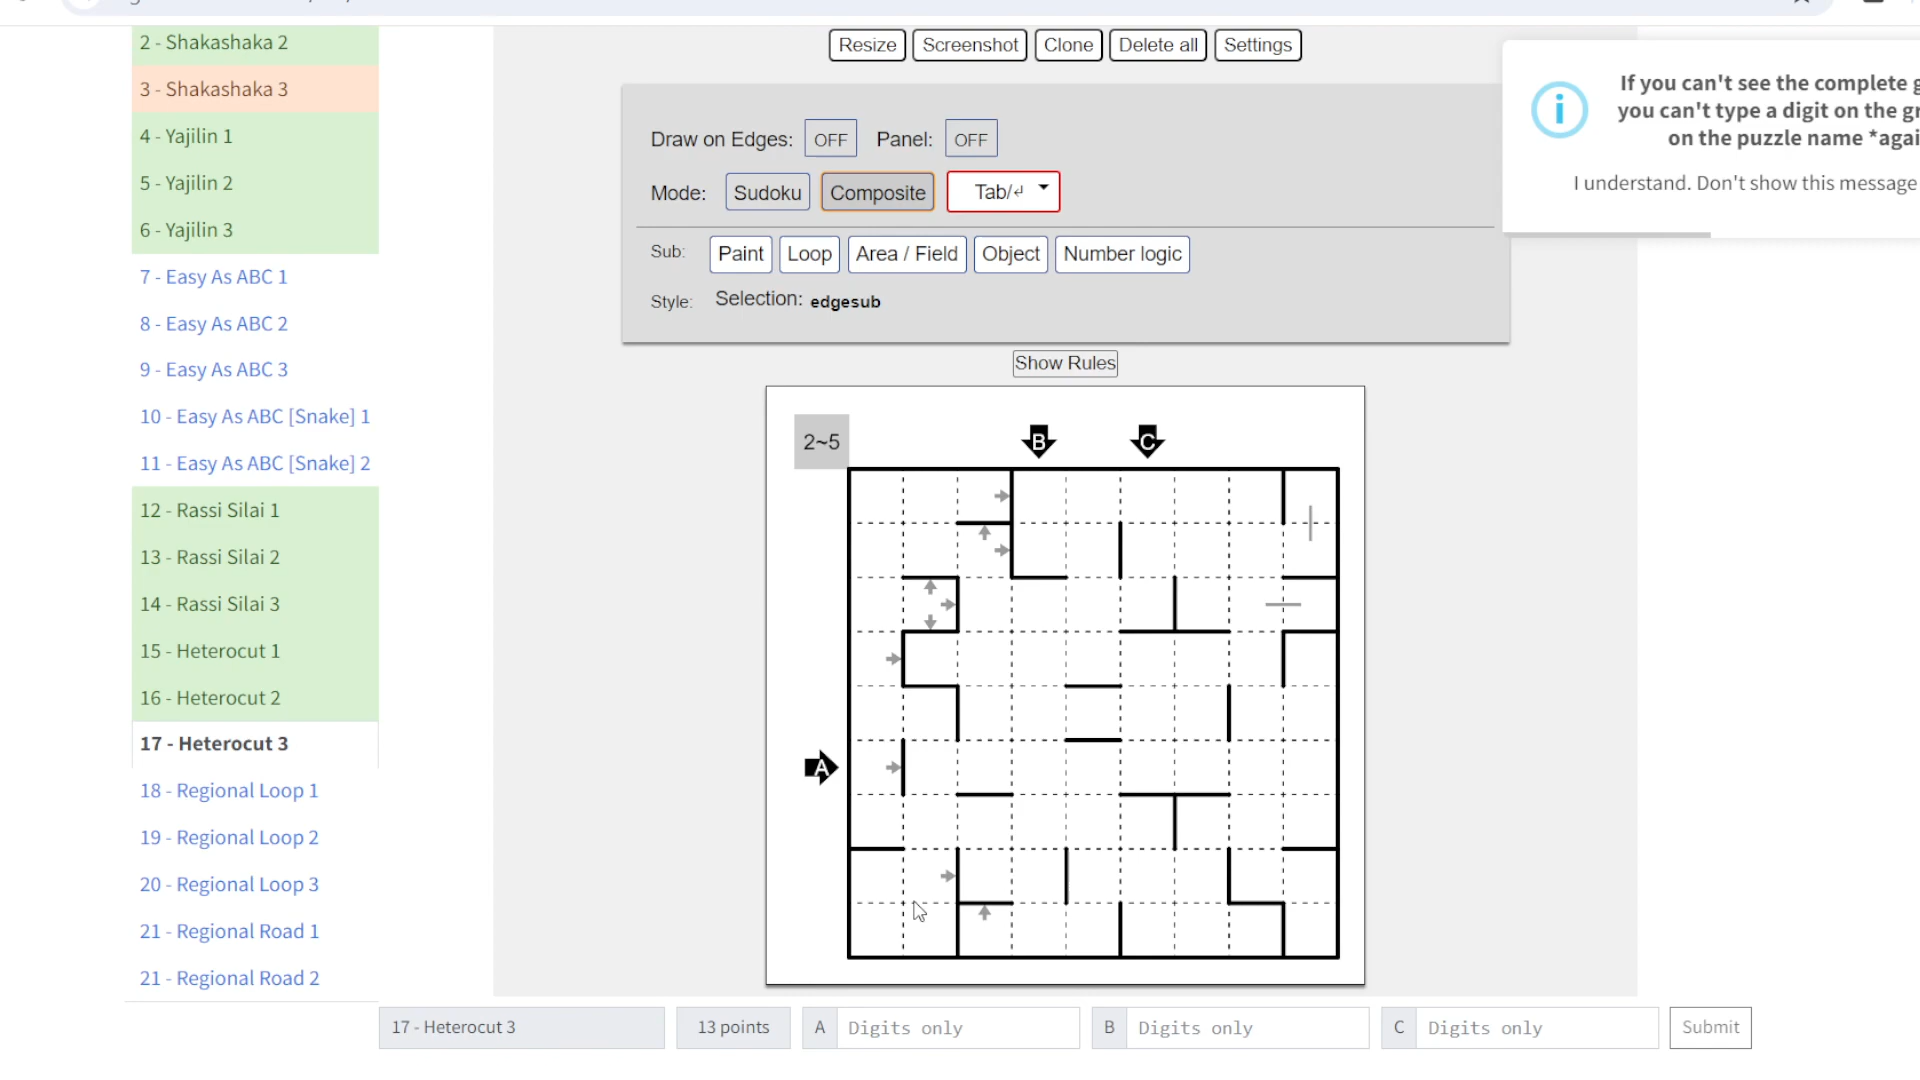 Resize Screenshot Clone Delete all Settings
2 - Shakashaka 2
3 - Shakashaka 3
4 - Yajilin 1
5 - Yajilin 2
6 - Yajilin 3
7 - Easy As ABC 1
8 - Easy As ABC 2
9 - Easy As ABC 3
10 - Easy As ABC [Snake] 1
11 - Easy As ABC [Snake] 2
12 - Rassi Silai 1
13 - Rassi Silai 2
14 - Rassi Silai 3
15 - Heterocut 1
16 - Heterocut 2
17 - Heterocut 3
18 - Regional Loop 1
19 - Regional Loop 2
20 - Regional Loop 3
21 - Regional Road 1
21 - Regional Road 2
Draw on Edges: OFF Panel: OFF
Mode: Sudoku Composite Tab/↵
Sub: Paint Loop Area / Field Object Number logic
Style: Selection: edgesub
If you can't see the complete
you can't type a digit on the
on the puzzle name
I understand. Don't show this message
Show Rules
2~5 B C
A
17 - Heterocut 3 13 points A Digits only B Digits only C Digits only Submit